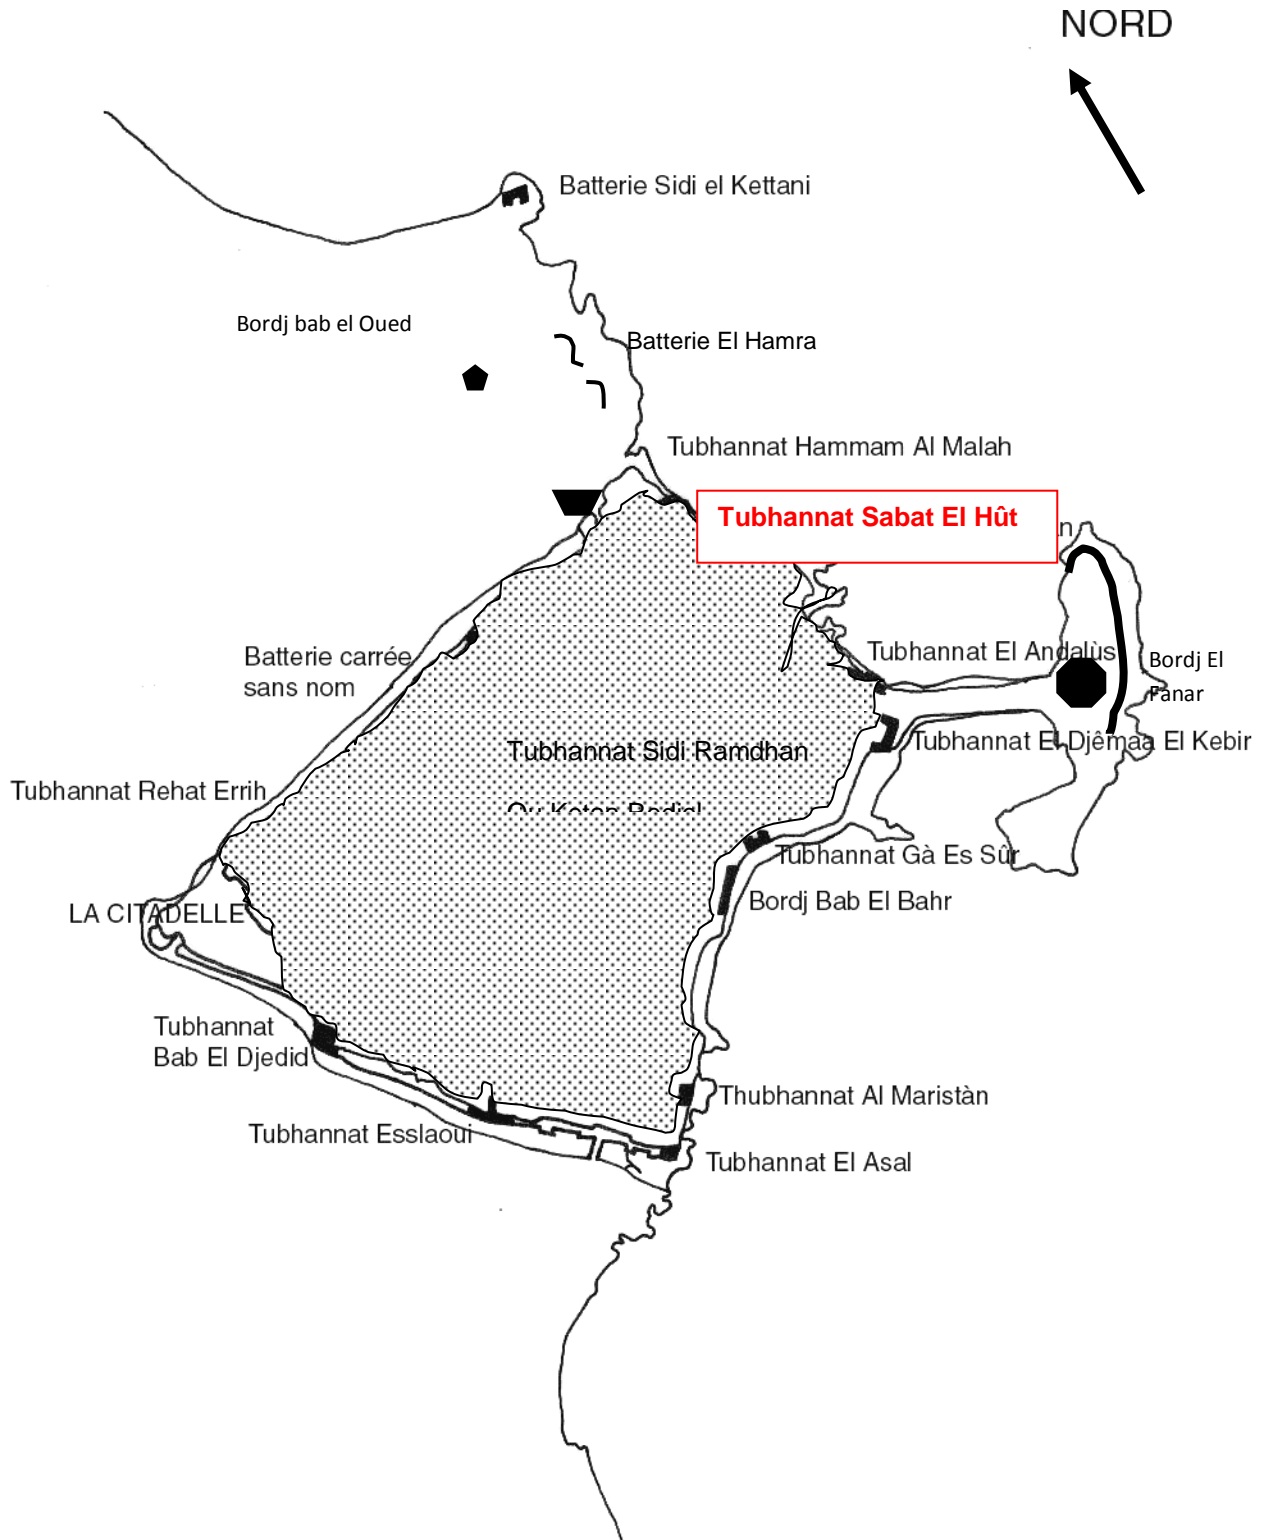 NORD
Batterie Sidi el Kettani
Bordj bab el Oued
Batterie El Hamra
Tubhannat Hammam Al Malah
Tubhannat Sabat El Hût
Tubhannat El Andalùs
Batterie carrée
sans nom
Bordj El
Fanar
Tubhannat El Djêmaa El Kebir
Tubhannat Sidi Ramdhan
Tubhannat Rehat Errih
Tubhannat Gà Es Sûr
Bordj Bab El Bahr
LA CITADELLE
Tubhannat
Bab El Djedid
Thubhannat Al Maristàn
Tubhannat Esslaoui
Tubhannat El Asal